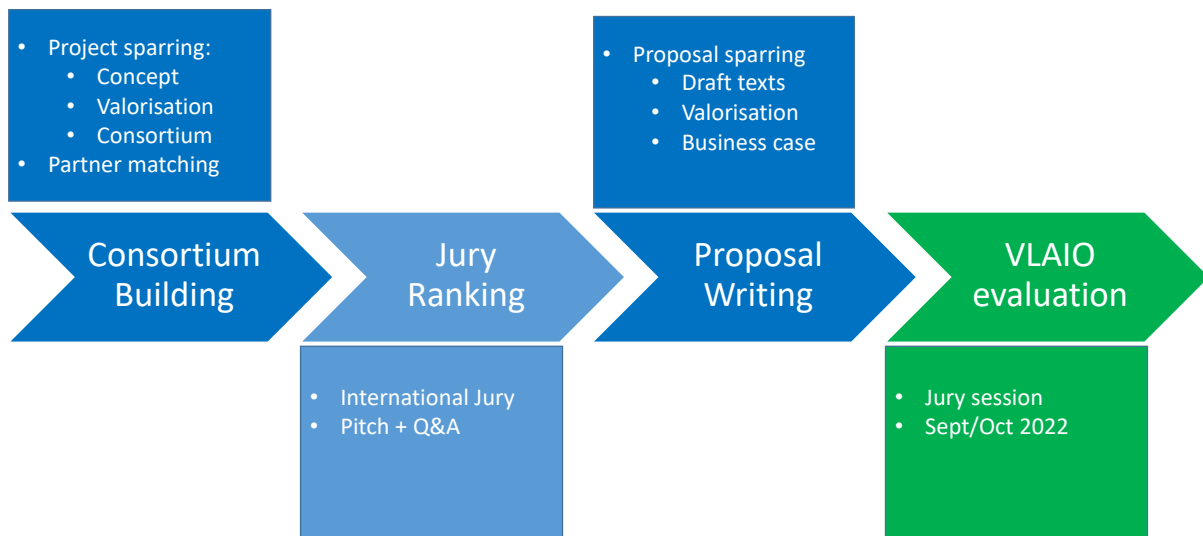 • Project sparring:
• Concept
• Valorisation
• Consortium
• Partner matching
• Proposal sparring
• Draft texts
• Valorisation
• Business case
Consortium
Building
Jury
Ranking
Proposal
Writing
VLAIO
evaluation
• International Jury
• Pitch + Q&A
• Jury session
• Sept/Oct 2022